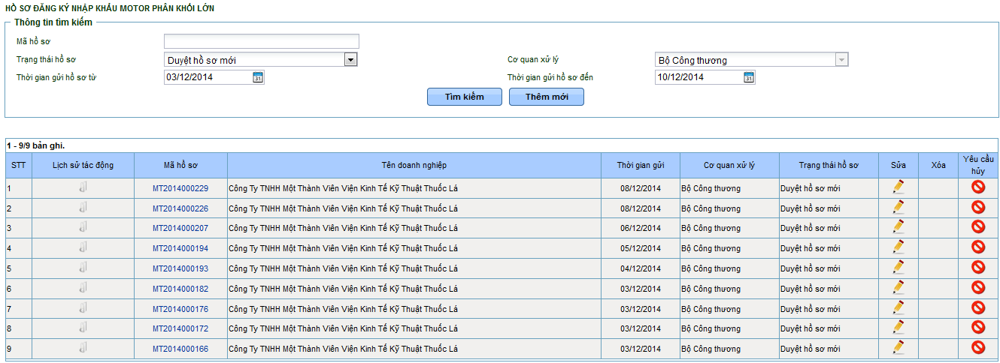 HỒ SƠ ĐĂNG KÝ NHẬP KHẨU MOTOR PHÂN KHỐI LỚN
Thông tin tìm kiếm
Mã hồ sơ
Trạng thái hồ sơ Duyệt hồ sơ mới Cơ quan xử lý Bộ Công thương
Thời gian gửi hồ sơ từ 03/12/2014 31 Thời gian gửi hồ sơ đến 10/12/2014 31
Tìm kiếm Thêm mới
1 - 9/9 bản ghi.
STT Lịch sử tác động Mã hồ sơ Tên doanh nghiệp Thời gian gửi Cơ quan xử lý Trạng thái hồ sơ Sửa Xóa Yêu cầu hủy
1 MT2014000229 Công Ty TNHH Một Thành Viên Viện Kinh Tế Kỹ Thuật Thuốc Lá 08/12/2014 Bộ Công thương Duyệt hồ sơ mới
2 MT2014000226 Công Ty TNHH Một Thành Viên Viện Kinh Tế Kỹ Thuật Thuốc Lá 08/12/2014 Bộ Công thương Duyệt hồ sơ mới
3 MT2014000207 Công Ty TNHH Một Thành Viên Viện Kinh Tế Kỹ Thuật Thuốc Lá 06/12/2014 Bộ Công thương Duyệt hồ sơ mới
4 MT2014000194 Công Ty TNHH Một Thành Viên Viện Kinh Tế Kỹ Thuật Thuốc Lá 05/12/2014 Bộ Công thương Duyệt hồ sơ mới
5 MT2014000193 Công Ty TNHH Một Thành Viên Viện Kinh Tế Kỹ Thuật Thuốc Lá 04/12/2014 Bộ Công thương Duyệt hồ sơ mới
6 MT2014000182 Công Ty TNHH Một Thành Viên Viện Kinh Tế Kỹ Thuật Thuốc Lá 03/12/2014 Bộ Công thương Duyệt hồ sơ mới
7 MT2014000176 Công Ty TNHH Một Thành Viên Viện Kinh Tế Kỹ Thuật Thuốc Lá 03/12/2014 Bộ Công thương Duyệt hồ sơ mới
8 MT2014000172 Công Ty TNHH Một Thành Viên Viện Kinh Tế Kỹ Thuật Thuốc Lá 03/12/2014 Bộ Công thương Duyệt hồ sơ mới
9 MT2014000166 Công Ty TNHH Một Thành Viên Viện Kinh Tế Kỹ Thuật Thuốc Lá 03/12/2014 Bộ Công thương Duyệt hồ sơ mới